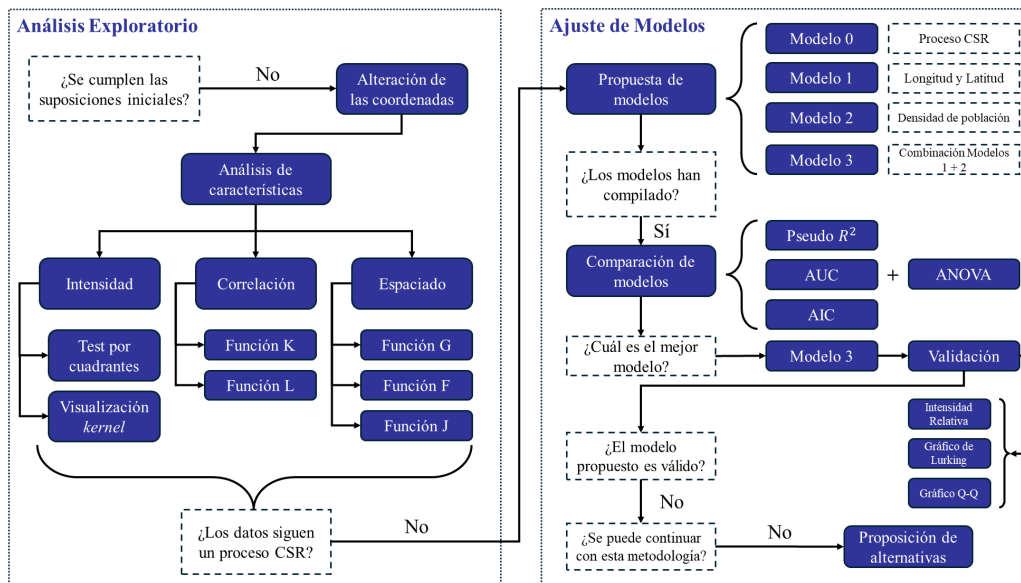 Análisis Exploratorio
¿Se cumplen las
suposiciones iniciales?
No
Alteración de
las coordenadas
Análisis de
características
Intensidad
Correlación
Espaciado
Test por
cuadrantes
Visualización
kernel
Función K
Función L
Función G
Función F
Función J
¿Los datos siguen
un proceso CSR?
No
Ajuste de Modelos
Propuesta de
modelos
Modelo 0
Proceso CSR
Modelo 1
Longitud y Latitud
Modelo 2
Densidad de población
Modelo 3
Combinación Modelos
1 + 2
¿Los modelos han
compilado?
Sí
Comparación de
modelos
Pseudo R²
AUC
AIC
+
ANOVA
¿Cuál es el mejor
modelo?
Modelo 3
Validación
Intensidad
Relativa
Gráfico de
Lurking
Gráfico Q-Q
¿El modelo
propuesto es válido?
No
¿Se puede continuar
con esta metodología?
No
Proposición de
alternativas